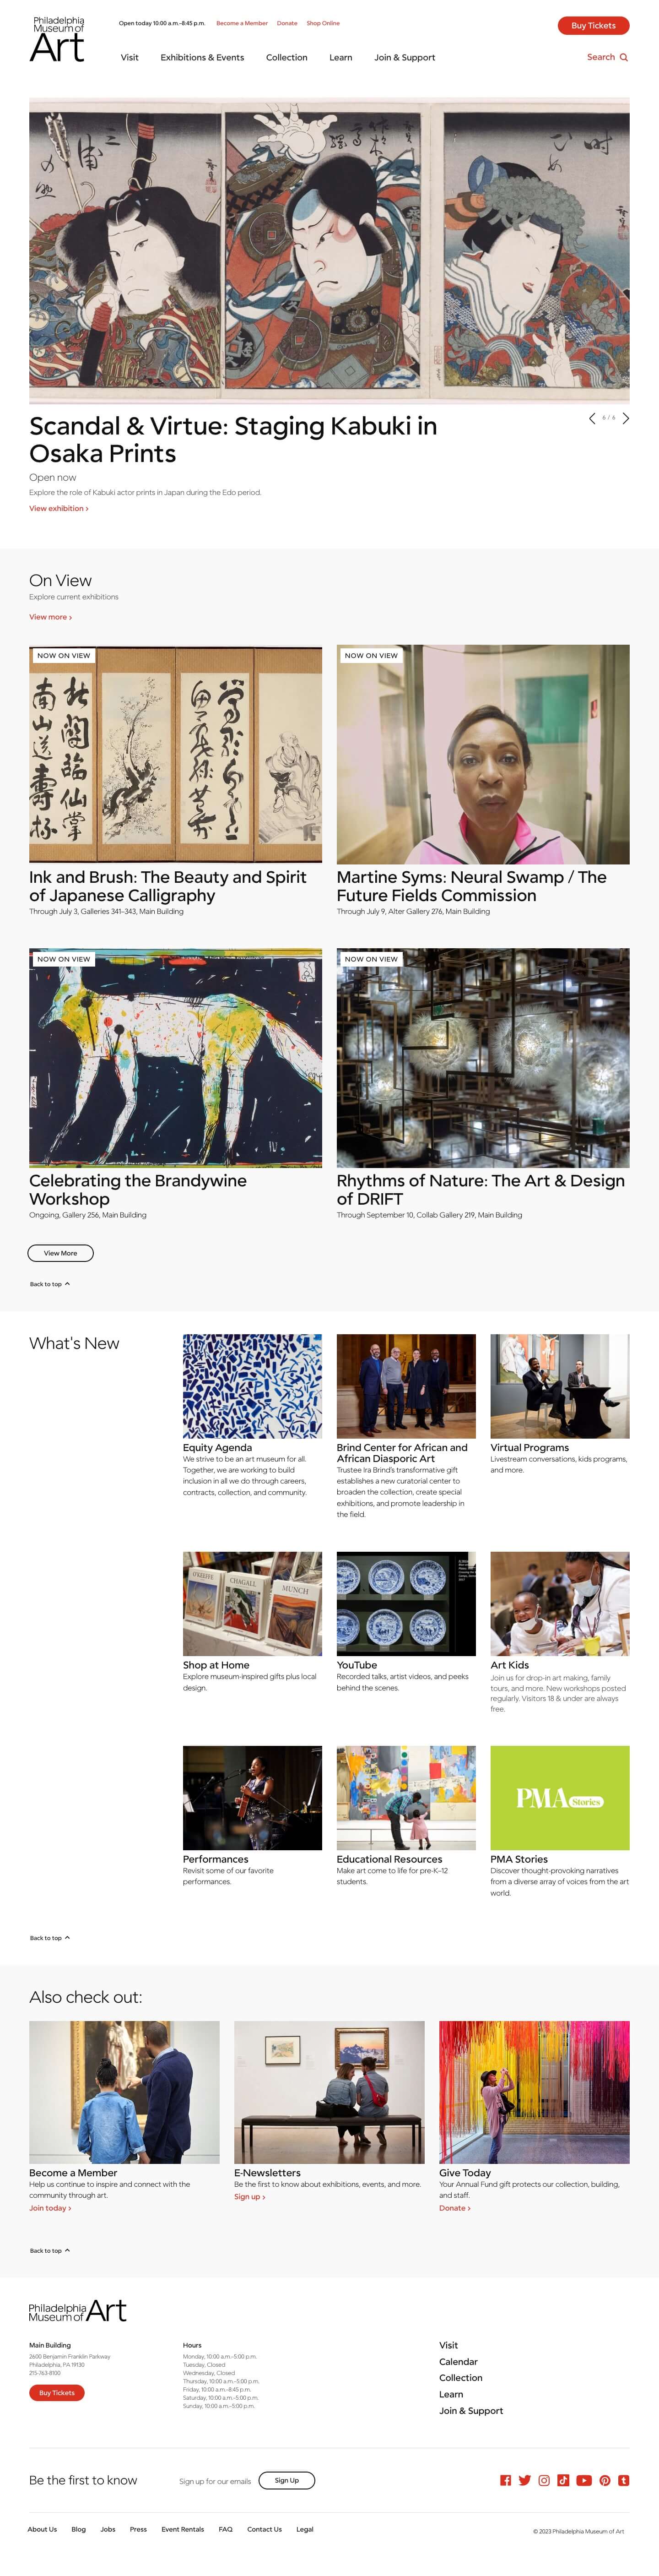 Philadelphia
Museum of
Art
Open today 10:00 a.m.–8:45 p.m.
Become a Member
Donate
Shop Online
Buy Tickets
Visit
Exhibitions & Events
Collection
Learn
Join & Support
Search
Scandal & Virtue: Staging Kabuki in
Osaka Prints
6 / 6
Open now
Explore the role of Kabuki actor prints in Japan during the Edo period.
View exhibition ›
On View
Explore current exhibitions
View more ›
NOW ON VIEW
NOW ON VIEW
Ink and Brush: The Beauty and Spirit
of Japanese Calligraphy
Through July 3, Galleries 341–343, Main Building
Martine Syms: Neural Swamp / The
Future Fields Commission
Through July 9, Alter Gallery 276, Main Building
NOW ON VIEW
NOW ON VIEW
Celebrating the Brandywine
Workshop
Ongoing, Gallery 256, Main Building
Rhythms of Nature: The Art & Design
of DRIFT
Through September 10, Collab Gallery 219, Main Building
View More
Back to top
What's New
Equity Agenda
We strive to be an art museum for all.
Together, we are working to build
inclusion in all we do through careers,
contracts, collection, and community.
Brind Center for African and
African Diasporic Art
Trustee Ira Brind's transformative gift
establishes a new curatorial center to
broaden the collection, create special
exhibitions, and promote leadership in
the field.
Virtual Programs
Livestream conversations, kids programs,
and more.
O'KEEFFE
CHAGALL
MUNCH
Shop at Home
Explore museum-inspired gifts plus local
design.
YouTube
Recorded talks, artist videos, and peeks
behind the scenes.
Art Kids
Join us for drop-in art making, family
tours, and more. New workshops posted
regularly. Visitors 18 & under are always
free.
PMA Stories
Performances
Revisit some of our favorite
performances.
Educational Resources
Make art come to life for pre-K–12
students.
PMA Stories
Discover thought-provoking narratives
from a diverse array of voices from the art
world.
Back to top
Also check out:
Become a Member
Help us continue to inspire and connect with the
community through art.
Join today ›
E-Newsletters
Be the first to know about exhibitions, events, and more.
Sign up ›
Give Today
Your Annual Fund gift protects our collection, building,
and staff.
Donate ›
Back to top
Philadelphia
Museum of Art
Main Building
2600 Benjamin Franklin Parkway
Philadelphia, PA 19130
215-763-8100
Buy Tickets
Hours
Monday, 10:00 a.m.–5:00 p.m.
Tuesday, Closed
Wednesday, Closed
Thursday, 10:00 a.m.–5:00 p.m.
Friday, 10:00 a.m.–8:45 p.m.
Saturday, 10:00 a.m.–5:00 p.m.
Sunday, 10:00 a.m.–5:00 p.m.
Visit
Calendar
Collection
Learn
Join & Support
Be the first to know
Sign up for our emails
Sign Up
About Us
Blog
Jobs
Press
Event Rentals
FAQ
Contact Us
Legal
© 2023 Philadelphia Museum of Art